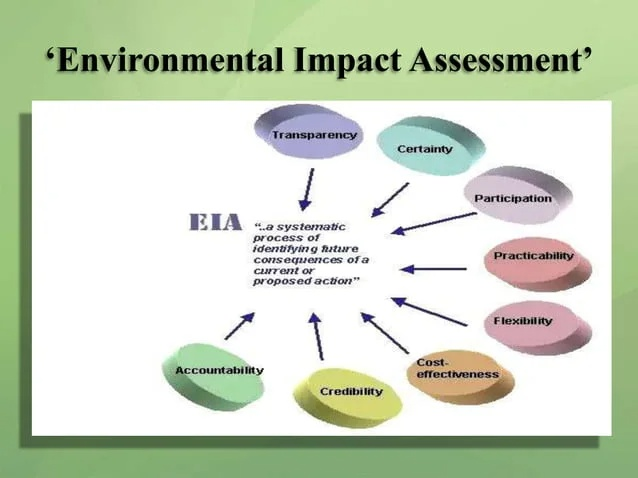 ‘Environmental Impact Assessment’
Transparency
Certainty
Participation
EIA
“..a systematic
process of
identifying future
consequences of a
current or
proposed action”
Practicability
Flexibility
Cost-
effectiveness
Credibility
Accountability